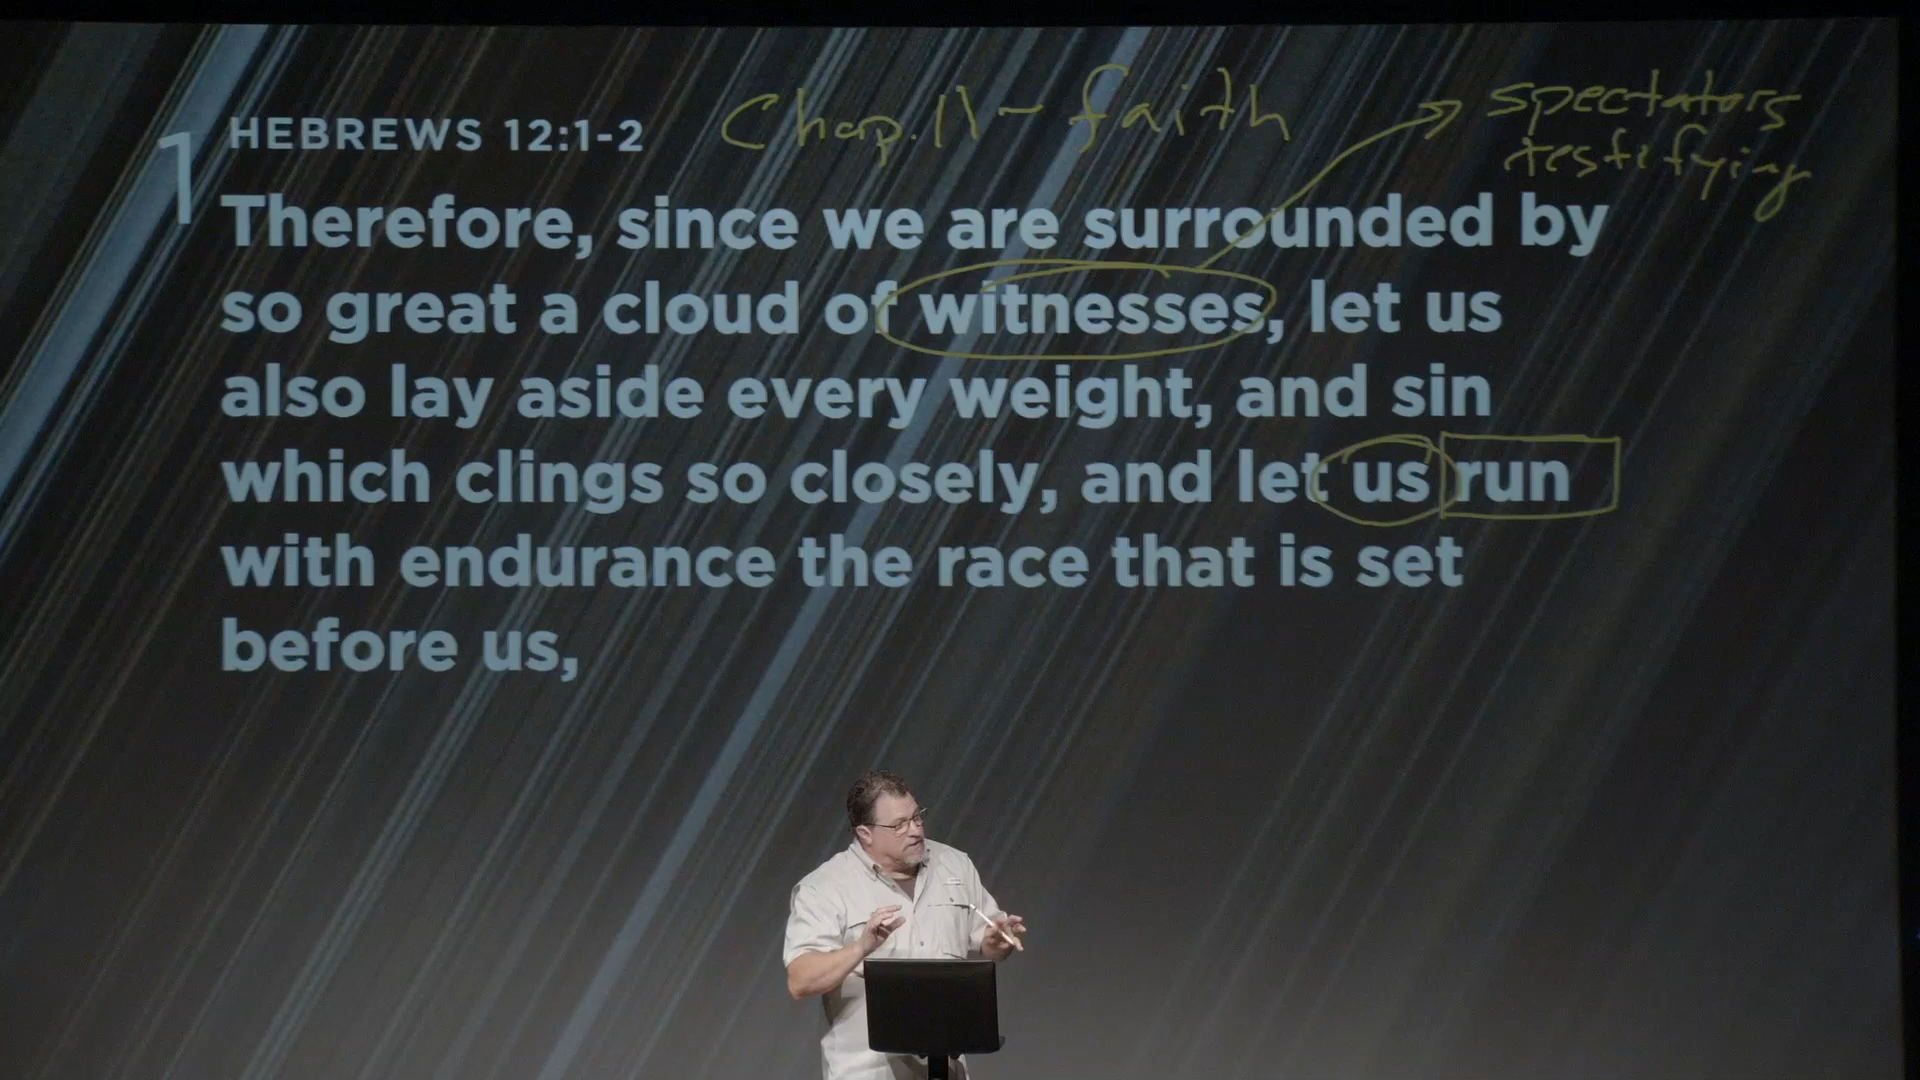 Chap. 11 - faith
spectators
testifying
HEBREWS 12:1-2
1
Therefore, since we are surrounded by
so great a cloud of witnesses, let us
also lay aside every weight, and sin
which clings so closely, and let us run
with endurance the race that is set
before us,